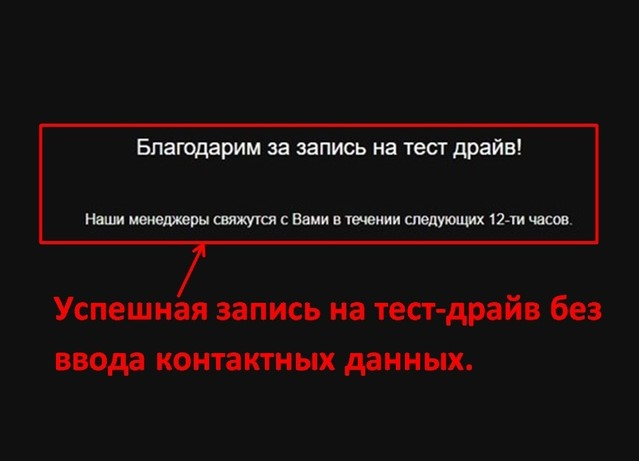 Благодарим за запись на тест драйв!
Наши менеджеры свяжутся с Вами в течении следующих 12-ти часов.
Успешная запись на тест-драйв без
ввода контактных данных.